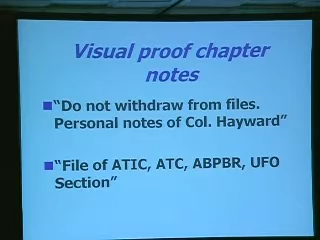 Visual proof chapter
notes
"Do not withdraw from files.
Personal notes of Col. Hayward"
"File of ATIC, ATC, ABPBR, UFO
Section"